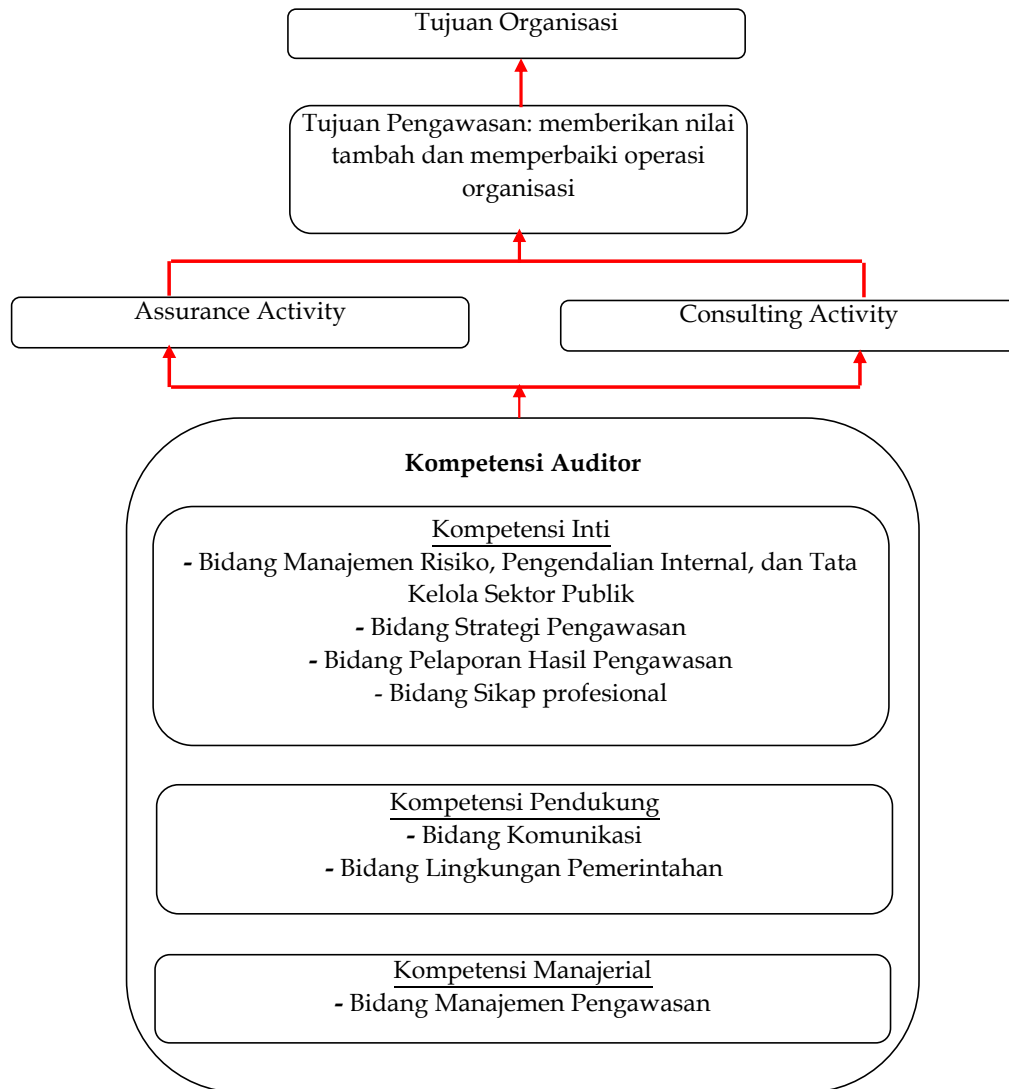 Tujuan Organisasi
Tujuan Pengawasan: memberikan nilai
tambah dan memperbaiki operasi
organisasi
Assurance Activity
Consulting Activity
Kompetensi Auditor
Kompetensi Inti
- Bidang Manajemen Risiko, Pengendalian Internal, dan Tata
Kelola Sektor Publik
- Bidang Strategi Pengawasan
- Bidang Pelaporan Hasil Pengawasan
- Bidang Sikap profesional
Kompetensi Pendukung
- Bidang Komunikasi
- Bidang Lingkungan Pemerintahan
Kompetensi Manajerial
- Bidang Manajemen Pengawasan